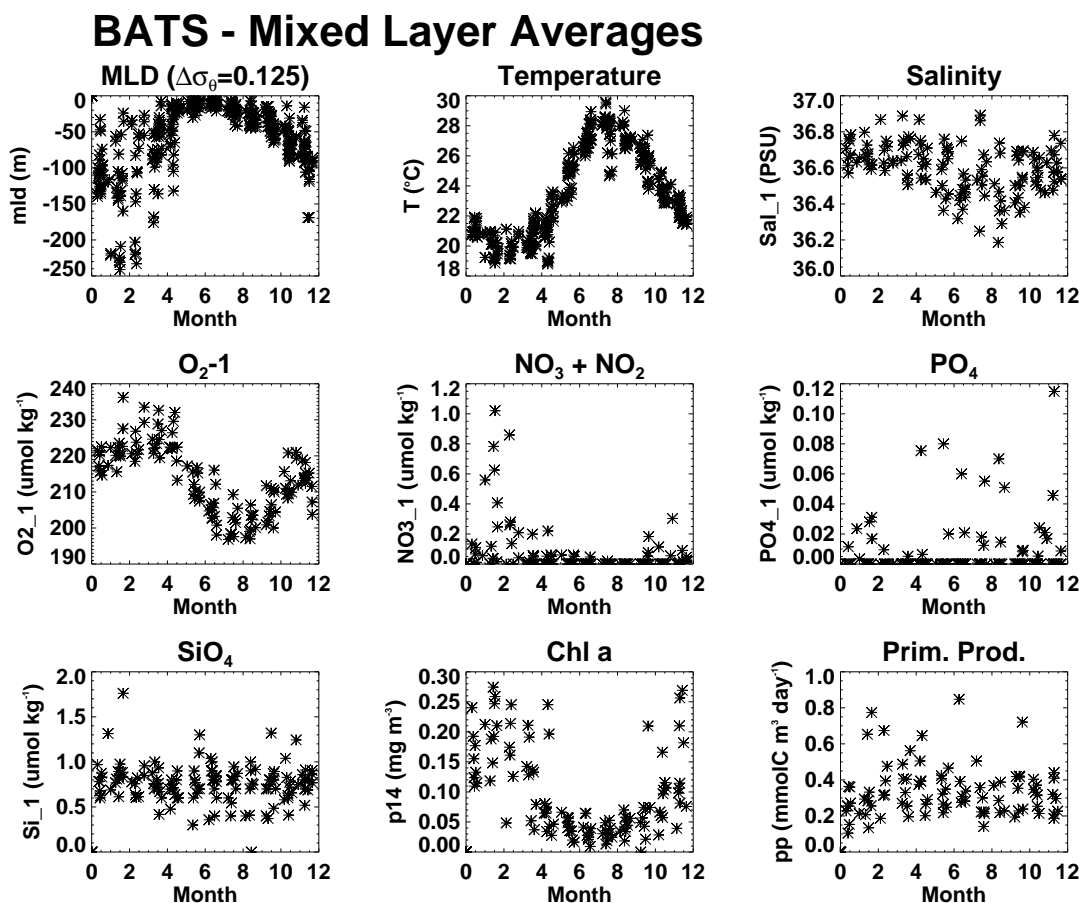 BATS - Mixed Layer Averages
MLD (Δσθ=0.125)
mld (m)
0
-50
-100
-150
-200
-250
0 2 4 6 8 10 12
Month
Temperature
T (°C)
30
28
26
24
22
20
18
0 2 4 6 8 10 12
Month
Salinity
Sal_1 (PSU)
37.0
36.8
36.6
36.4
36.2
36.0
0 2 4 6 8 10 12
Month
O₂-1
O2_1 (umol kg⁻¹)
240
230
220
210
200
190
0 2 4 6 8 10 12
Month
NO₃ + NO₂
NO3_1 (umol kg⁻¹)
1.2
1.0
0.8
0.6
0.4
0.2
0.0
0 2 4 6 8 10 12
Month
PO₄
PO4_1 (umol kg⁻¹)
0.12
0.10
0.08
0.06
0.04
0.02
0.00
0 2 4 6 8 10 12
Month
SiO₄
Si_1 (umol kg⁻¹)
2.0
1.5
1.0
0.5
0.0
0 2 4 6 8 10 12
Month
Chl a
p14 (mg m⁻³)
0.30
0.25
0.20
0.15
0.10
0.05
0.00
0 2 4 6 8 10 12
Month
Prim. Prod.
pp (mmolC m³ day⁻¹)
1.0
0.8
0.6
0.4
0.2
0.0
0 2 4 6 8 10 12
Month